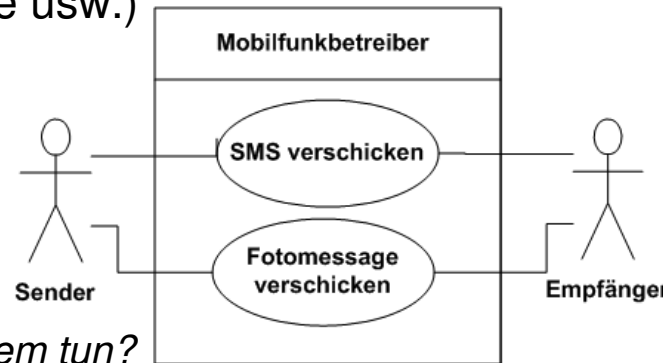 e usw.)
Mobilfunkbetreiber
SMS verschicken
Fotomessage
verschicken
Sender
Empfänger
em tun?